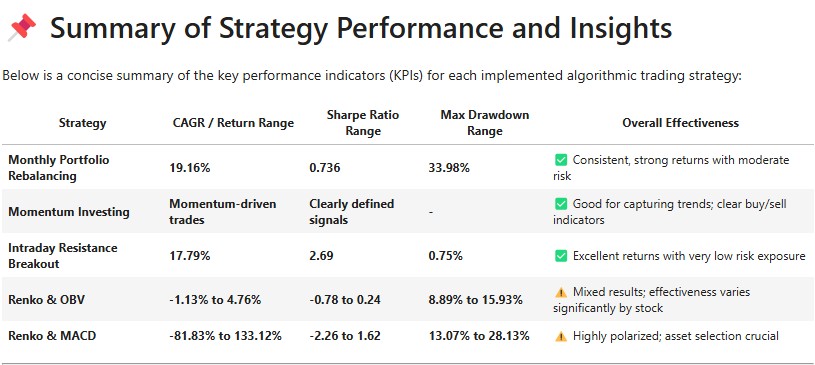 📌 Summary of Strategy Performance and Insights
Below is a concise summary of the key performance indicators (KPIs) for each implemented algorithmic trading strategy:
Strategy CAGR / Return Range Sharpe Ratio Range Max Drawdown Range Overall Effectiveness
Monthly Portfolio Rebalancing 19.16% 0.736 33.98% ✅ Consistent, strong returns with moderate risk
Momentum Investing Momentum-driven trades Clearly defined signals - ✅ Good for capturing trends; clear buy/sell indicators
Intraday Resistance Breakout 17.79% 2.69 0.75% ✅ Excellent returns with very low risk exposure
Renko & OBV -1.13% to 4.76% -0.78 to 0.24 8.89% to 15.93% ⚠️ Mixed results; effectiveness varies significantly by stock
Renko & MACD -81.83% to 133.12% -2.26 to 1.62 13.07% to 28.13% ⚠️ Highly polarized; asset selection crucial